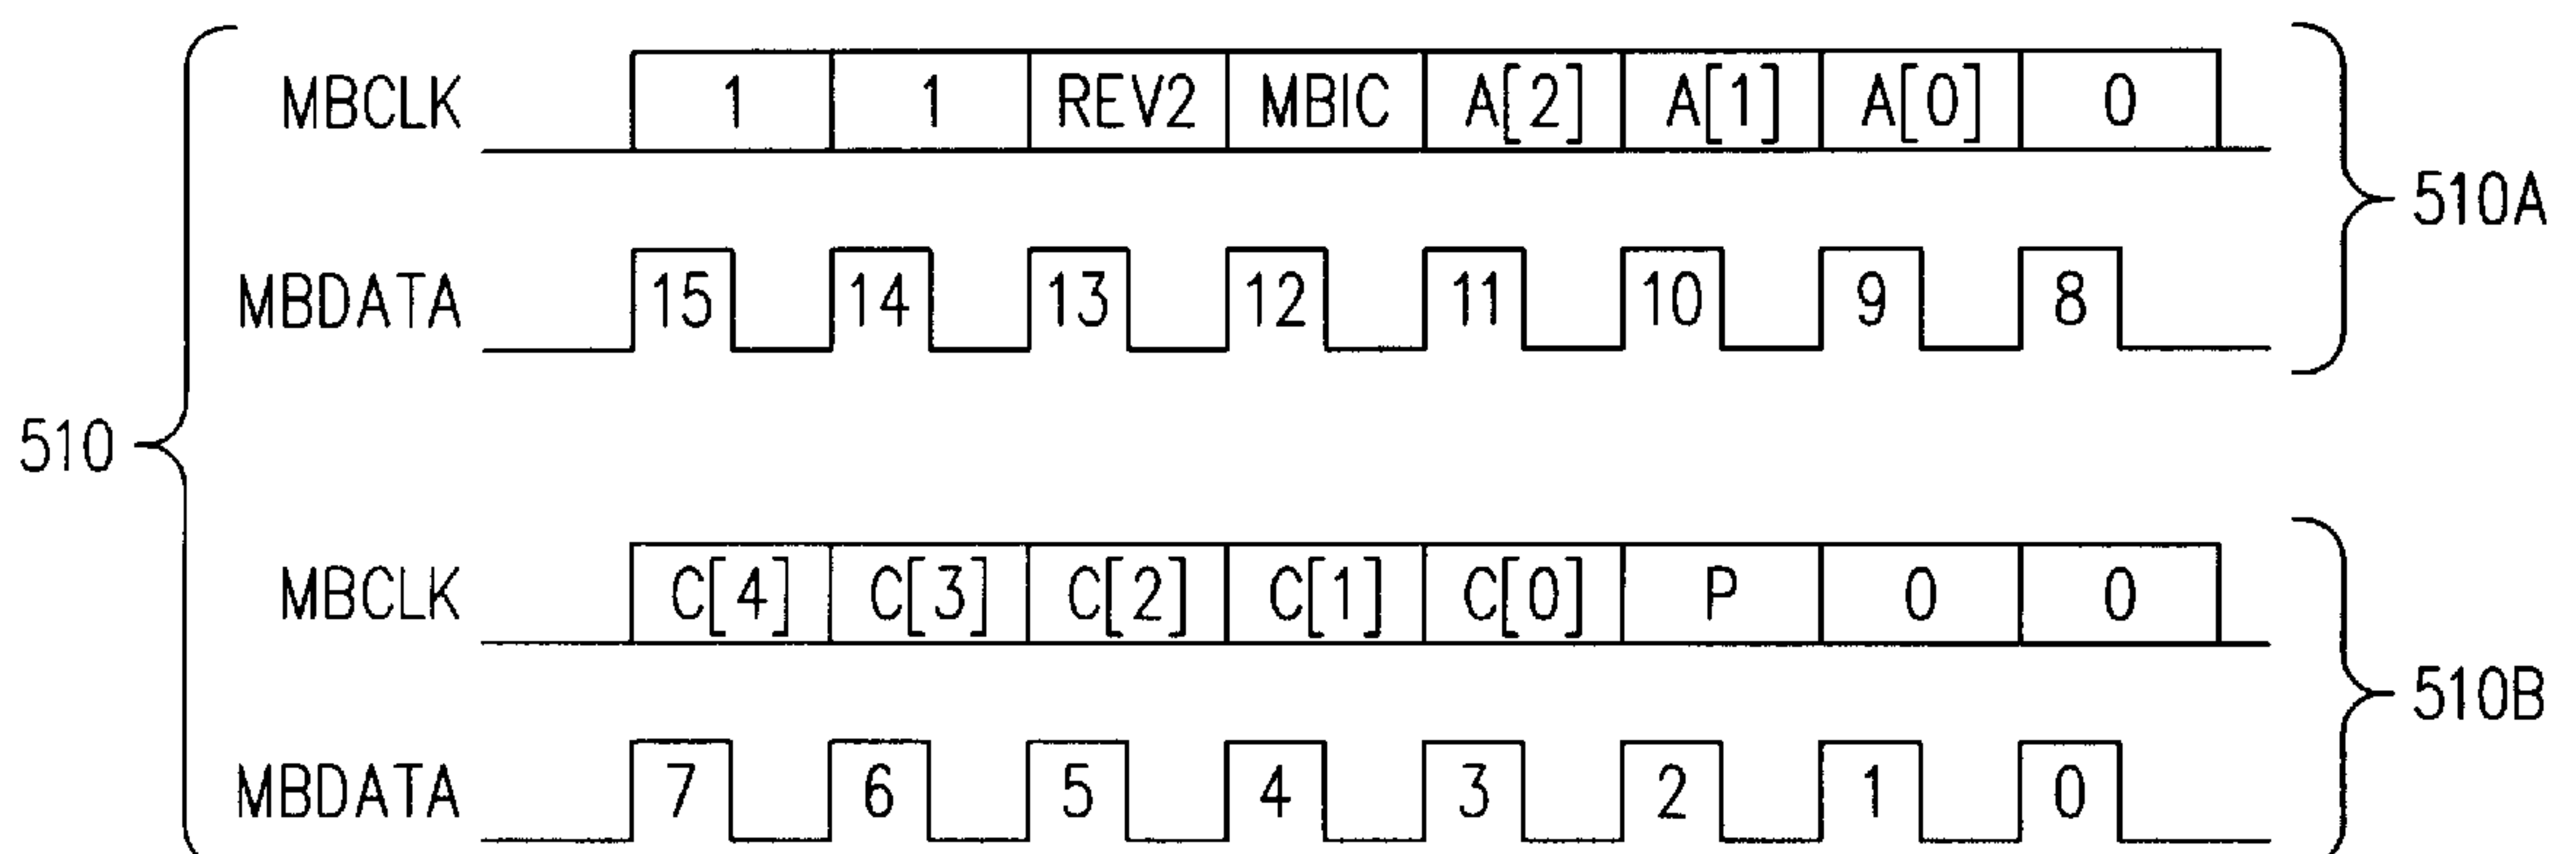 MBCLK 1 1 REV2 MBIC A[2] A[1] A[0] 0
510A
MBDATA 15 14 13 12 11 10 9 8
510
MBCLK C[4] C[3] C[2] C[1] C[0] P 0 0
510B
MBDATA 7 6 5 4 3 2 1 0